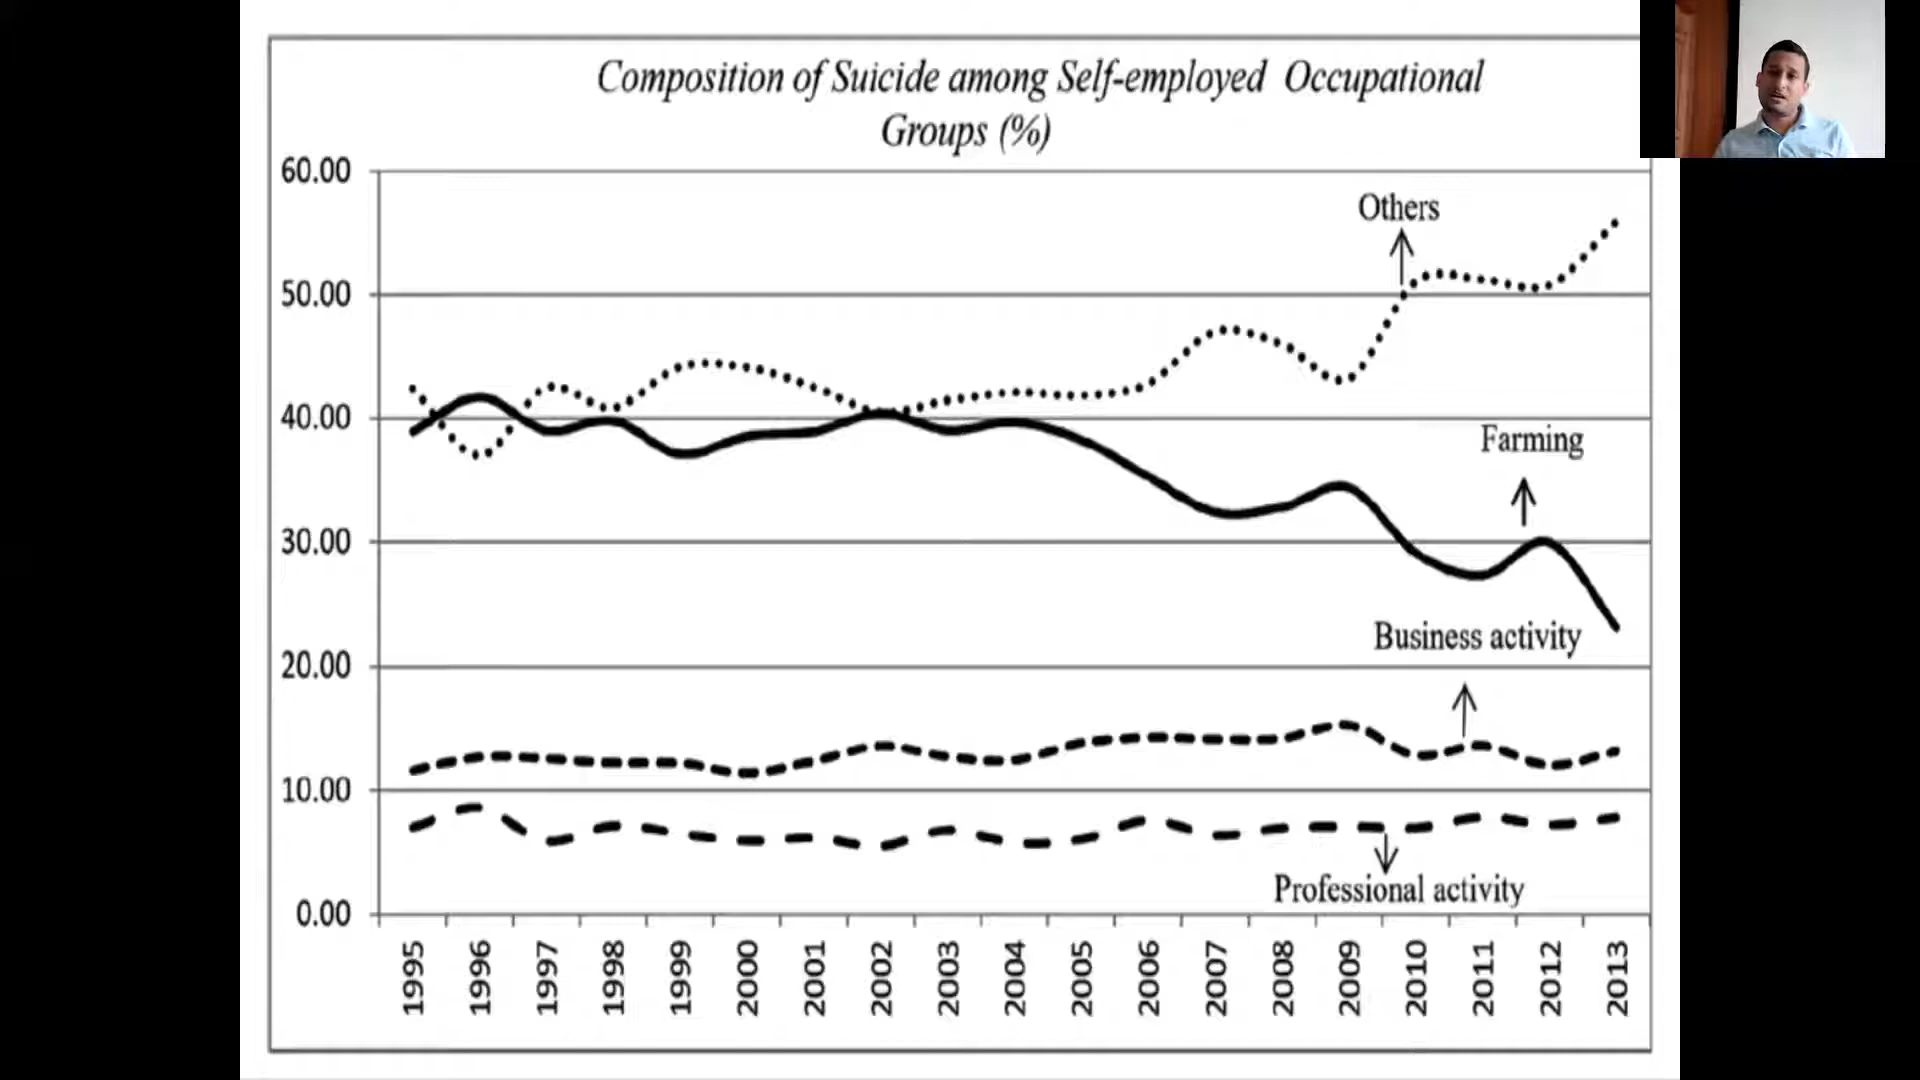 Composition of Suicide among Self-employed Occupational
Groups (%)
60.00
Others
50.00
40.00
Farming
30.00
Business activity
20.00
10.00
Professional activity
0.00
1995 1996 1997 1998 1999 2000 2001 2002 2003 2004 2005 2006 2007 2008 2009 2010 2011 2012 2013